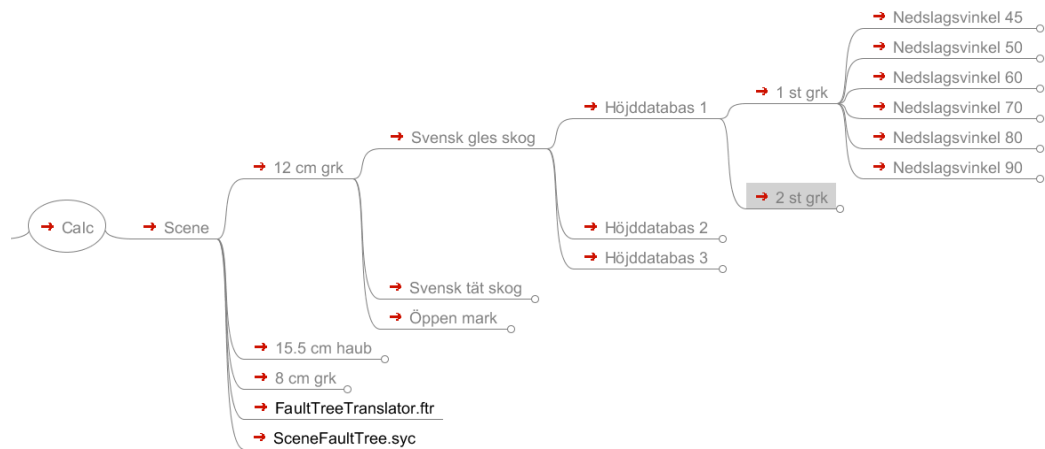 Nedslagsvinkel 45
Nedslagsvinkel 50
Nedslagsvinkel 60
1 st grk
Nedslagsvinkel 70
Höjddatabas 1
Nedslagsvinkel 80
Svensk gles skog
Nedslagsvinkel 90
12 cm grk
2 st grk
Calc
Scene
Höjddatabas 2
Höjddatabas 3
Svensk tät skog
Öppen mark
15.5 cm haub
8 cm grk
FaultTreeTranslator.ftr
SceneFaultTree.syc